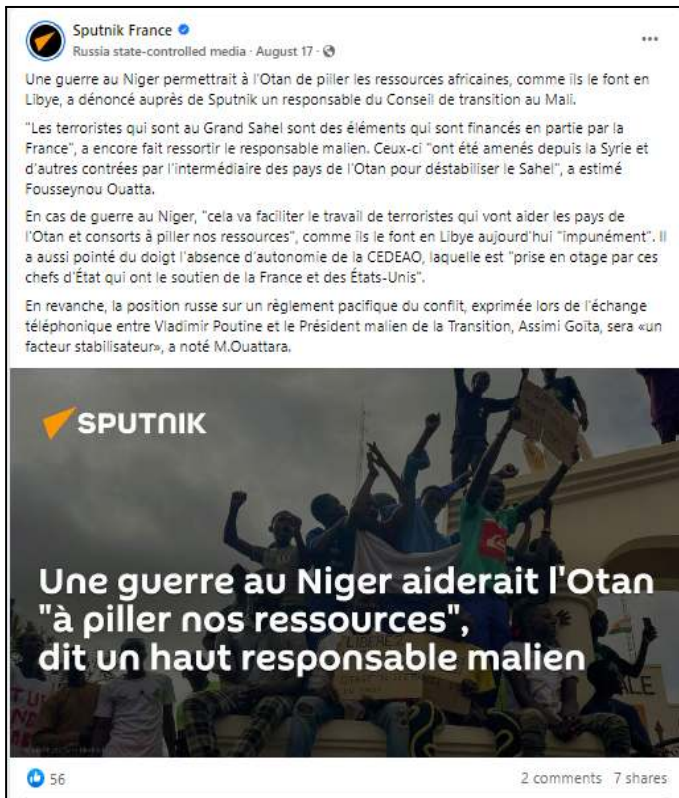 Sputnik France
Russia state-controlled media · August 17 ·
Une guerre au Niger permettrait à l'Otan de piller les ressources africaines, comme ils le font en
Libye, a dénoncé auprès de Sputnik un responsable du Conseil de transition au Mali.
"Les terroristes qui sont au Grand Sahel sont des éléments qui sont financés en partie par la
France", a encore fait ressortir le responsable malien. Ceux-ci "ont été amenés depuis la Syrie et
d'autres contrées par l'intermédiaire des pays de l'Otan pour déstabiliser le Sahel", a estimé
Fousseynou Ouatta.
En cas de guerre au Niger, "cela va faciliter le travail de terroristes qui vont aider les pays de
l'Otan et consorts à piller nos ressources", comme ils le font en Libye aujourd'hui "impunément". Il
a aussi pointé du doigt l'absence d'autonomie de la CEDEAO, laquelle est "prise en otage par ces
chefs d'État qui ont le soutien de la France et des États-Unis".
En revanche, la position russe sur un règlement pacifique du conflit, exprimée lors de l'échange
téléphonique entre Vladimir Poutine et le Président malien de la Transition, Assimi Goïta, sera «un
facteur stabilisateur», a noté M.Ouattara.
SPUTNIK
Une guerre au Niger aiderait l'Otan
"à piller nos ressources",
dit un haut responsable malien
56
2 comments 7 shares